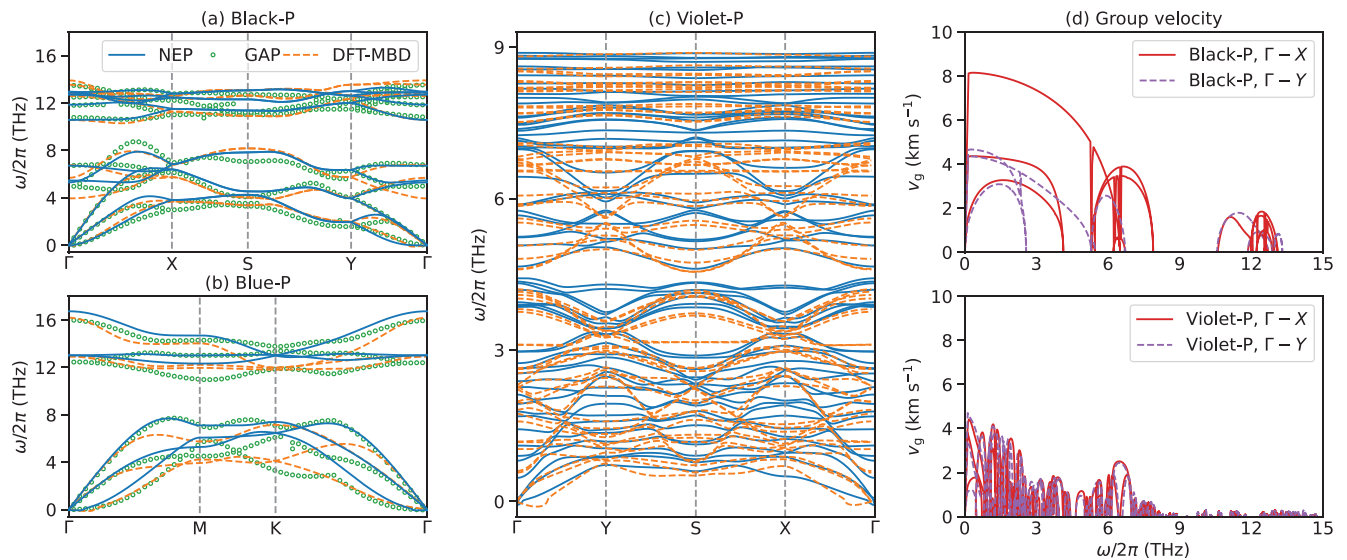 (a) Black-P
NEP GAP DFT-MBD
ω/2π (THz)
16
12
8
4
0
Γ X S Y Γ
(b) Blue-P
ω/2π (THz)
16
12
8
4
0
Γ M K Γ
(c) Violet-P
ω/2π (THz)
9
6
3
0
Γ Y S X Γ
(d) Group velocity
Black-P, Γ − X
Black-P, Γ − Y
v_g (km s⁻¹)
10
8
6
4
2
0
0 3 6 9 12 15
Violet-P, Γ − X
Violet-P, Γ − Y
v_g (km s⁻¹)
10
8
6
4
2
0
0 3 6 9 12 15
ω/2π (THz)